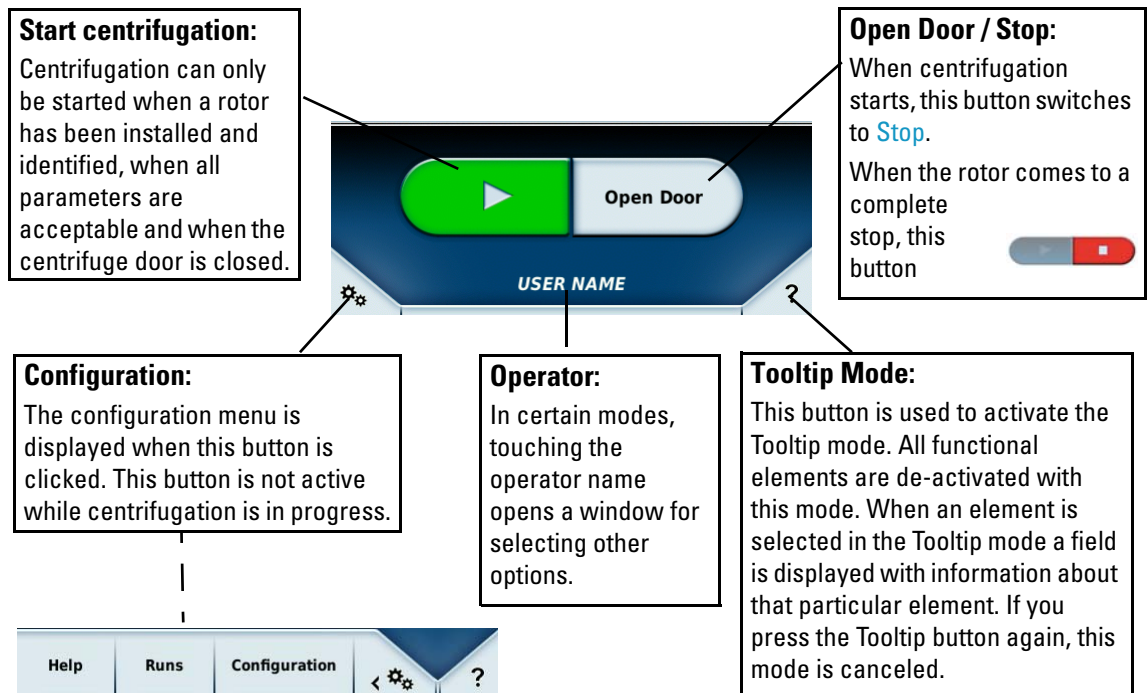 Start centrifugation:
Centrifugation can only
be started when a rotor
has been installed and
identified, when all
parameters are
acceptable and when the
centrifuge door is closed.
Open Door
USER NAME
?
Open Door / Stop:
When centrifugation
starts, this button switches
to Stop.
When the rotor comes to a
complete
stop, this
button
Configuration:
The configuration menu is
displayed when this button is
clicked. This button is not active
while centrifugation is in progress.
Operator:
In certain modes,
touching the
operator name
opens a window for
selecting other
options.
Tooltip Mode:
This button is used to activate the
Tooltip mode. All functional
elements are de-activated with
this mode. When an element is
selected in the Tooltip mode a field
is displayed with information about
that particular element. If you
press the Tooltip button again, this
mode is canceled.
Help Runs Configuration < ?